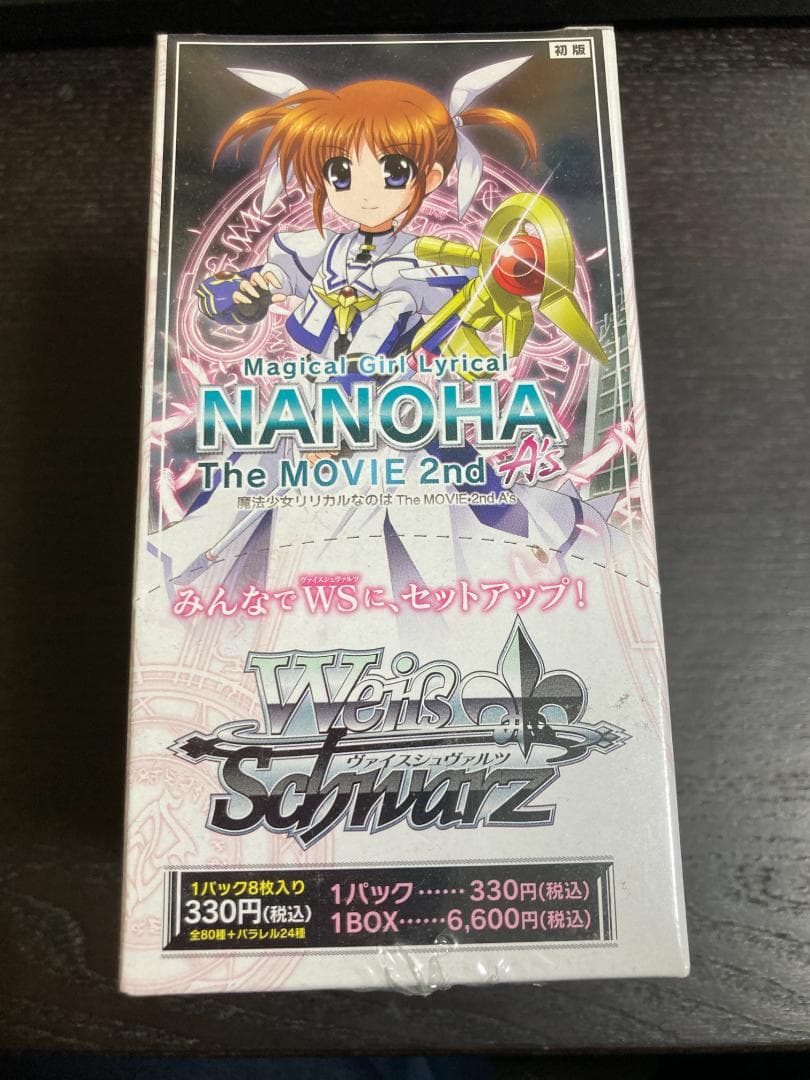 初版
Magical Girl Lyrical
NANOHA
The MOVIE 2nd A's
魔法少女リリカルなのは The MOVIE 2nd A's
ヴァイスシュヴァルツ
みんなでWSに、セットアップ!
Weiß
ヴァイスシュヴァルツ
Schwarz
1パック8枚入り
330円(税込)
全80種+パラレル24種
1パック……330円(税込)
1BOX……6,600円(税込)